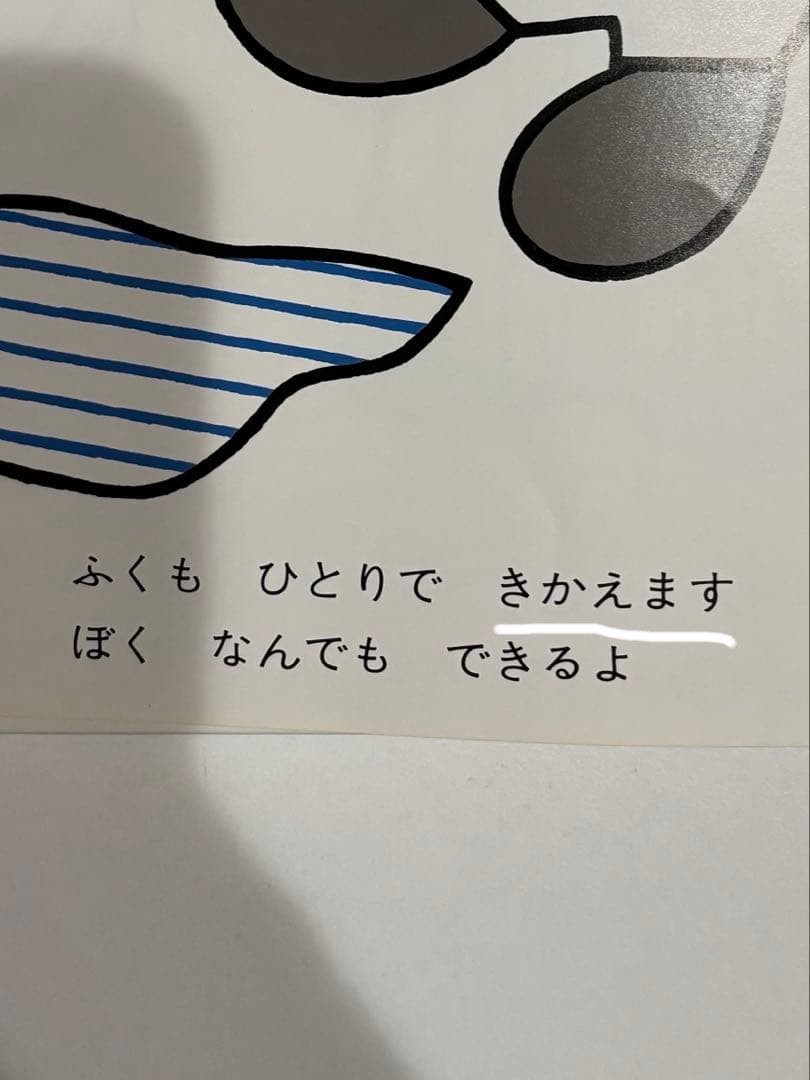 ふくも　ひとりで　きかえます
ぼく　なんでも　できるよ